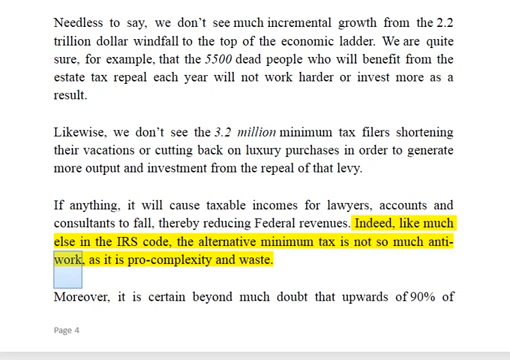 Needless to say, we don't see much incremental growth from the 2.2
trillion dollar windfall to the top of the economic ladder. We are quite
sure, for example, that the 5500 dead people who will benefit from the
estate tax repeal each year will not work harder or invest more as a
result.
Likewise, we don't see the 3.2 million minimum tax filers shortening
their vacations or cutting back on luxury purchases in order to generate
more output and investment from the repeal of that levy.
If anything, it will cause taxable incomes for lawyers, accounts and
consultants to fall, thereby reducing Federal revenues. Indeed, like much
else in the IRS code, the alternative minimum tax is not so much anti-
work, as it is pro-complexity and waste.
Moreover, it is certain beyond much doubt that upwards of 90% of
Page 4